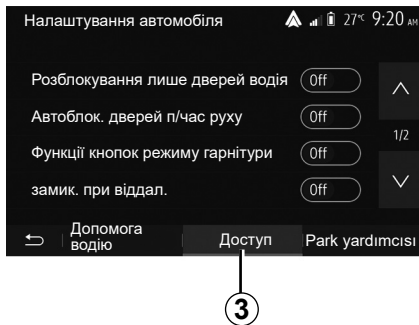 Налаштування автомобіля 27°C 9:20 AM
Розблокування лише дверей водія Off
Автоблок. дверей п/час руху Off
1/2
Функції кнопок режиму гарнітури Off
замик. при віддал. Off
Допомога
водію
Доступ
Park yardımcısı
3